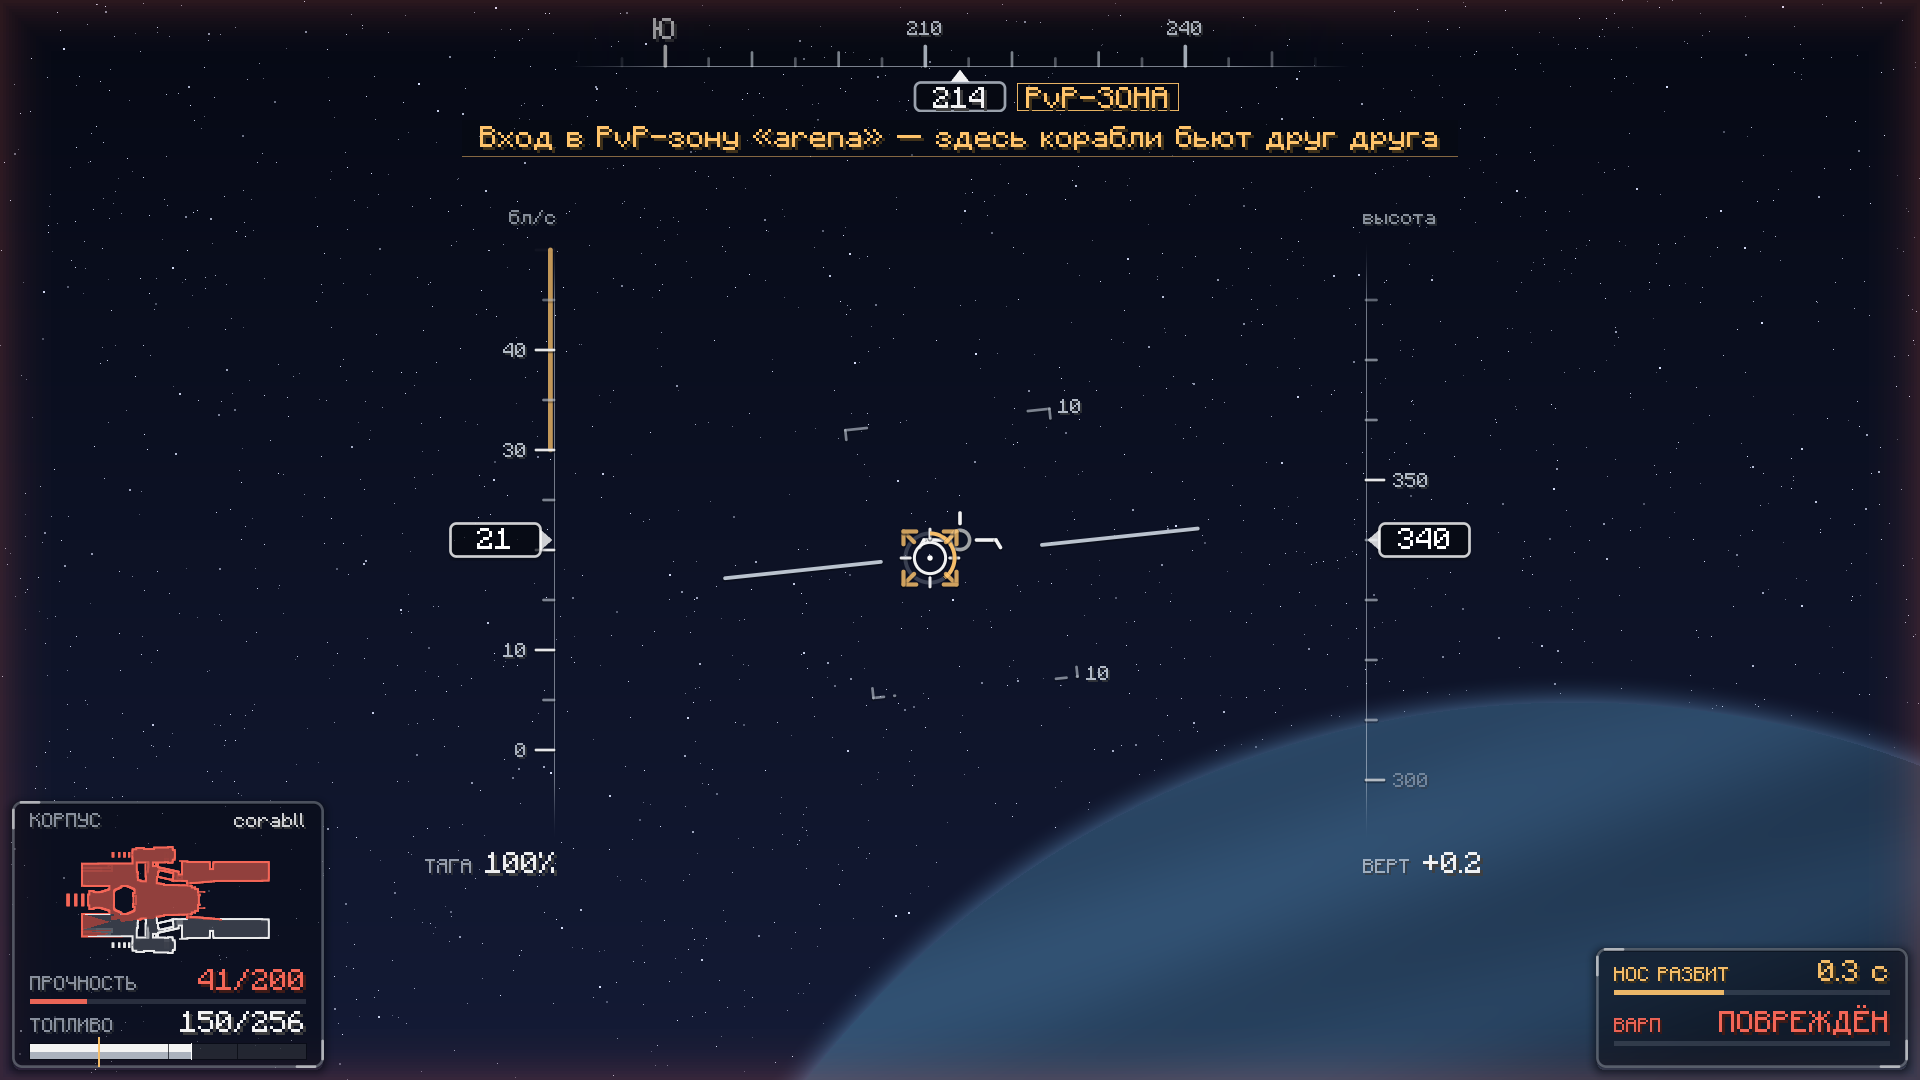 Ю 210 240
214 PvP-ЗОНА
Вход в PvP-зону «arena» — здесь корабли бьют друг друга
бл/с
высота
40
10
30
350
21
340
10
10
0
300
КОРПУС corabll
ТЯГА 100%
ВЕРТ +0.2
ПРОЧНОСТЬ 41/200
ТОПЛИВО 150/256
НОС РАЗБИТ 0.3 с
ВАРП ПОВРЕЖДЁН